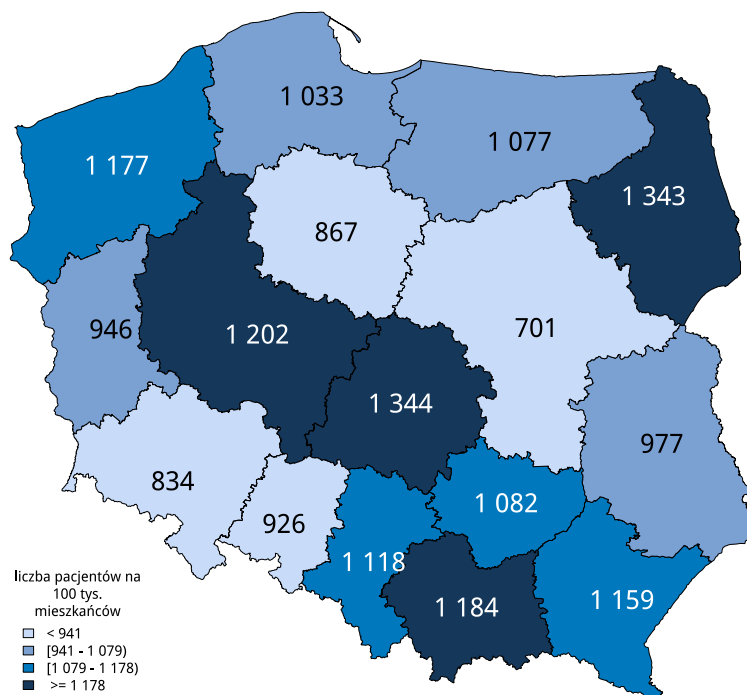 1 033
1 077
1 177
1 343
867
946
1 202
701
1 344
977
834
926
1 082
1 118
1 184
1 159
liczba pacjentów na
100 tys.
mieszkańców
< 941
[941 - 1 079)
[1 079 - 1 178)
>= 1 178